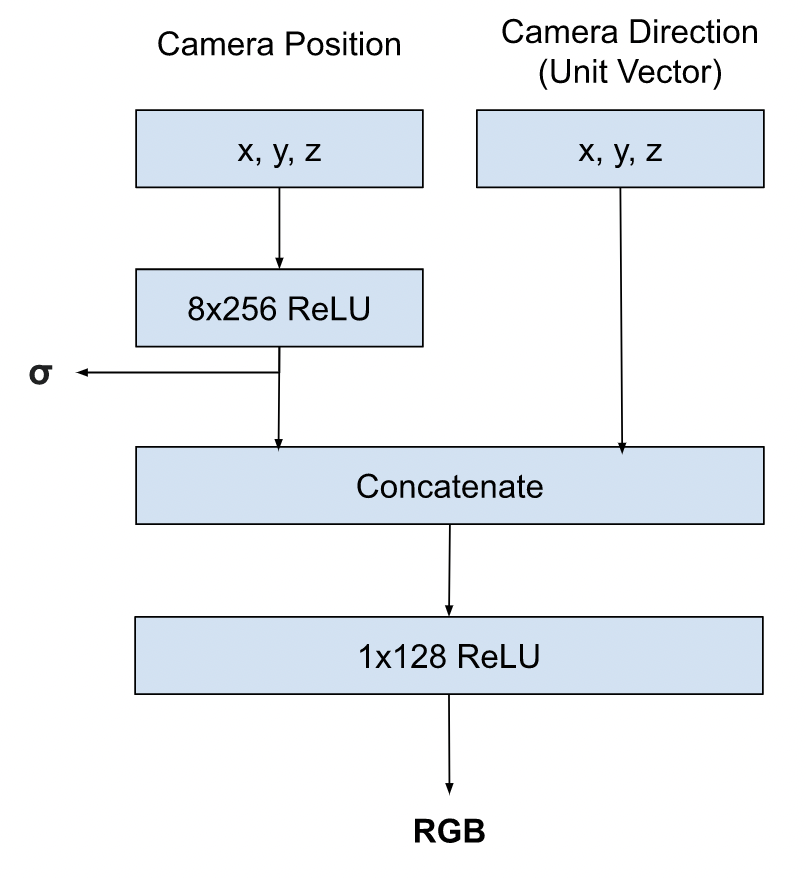 Camera Position
Camera Direction
(Unit Vector)
x, y, z
x, y, z
8x256 ReLU
σ
Concatenate
1x128 ReLU
RGB